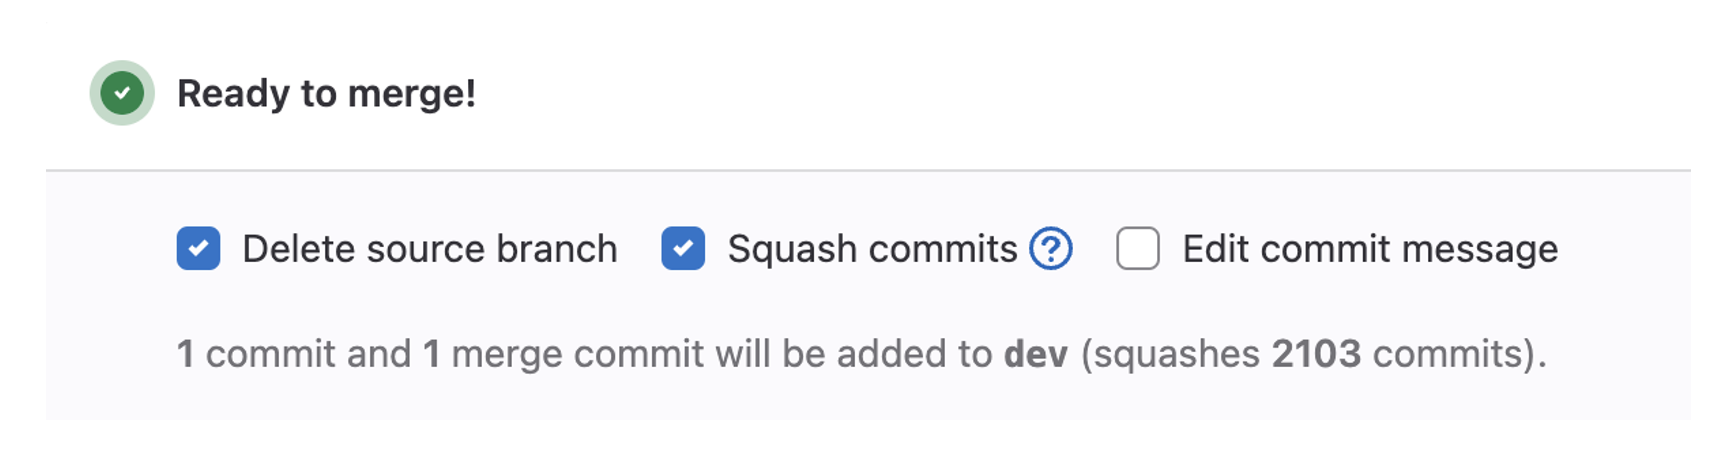 Ready to merge!
Delete source branch Squash commits ? Edit commit message
1 commit and 1 merge commit will be added to dev (squashes 2103 commits).